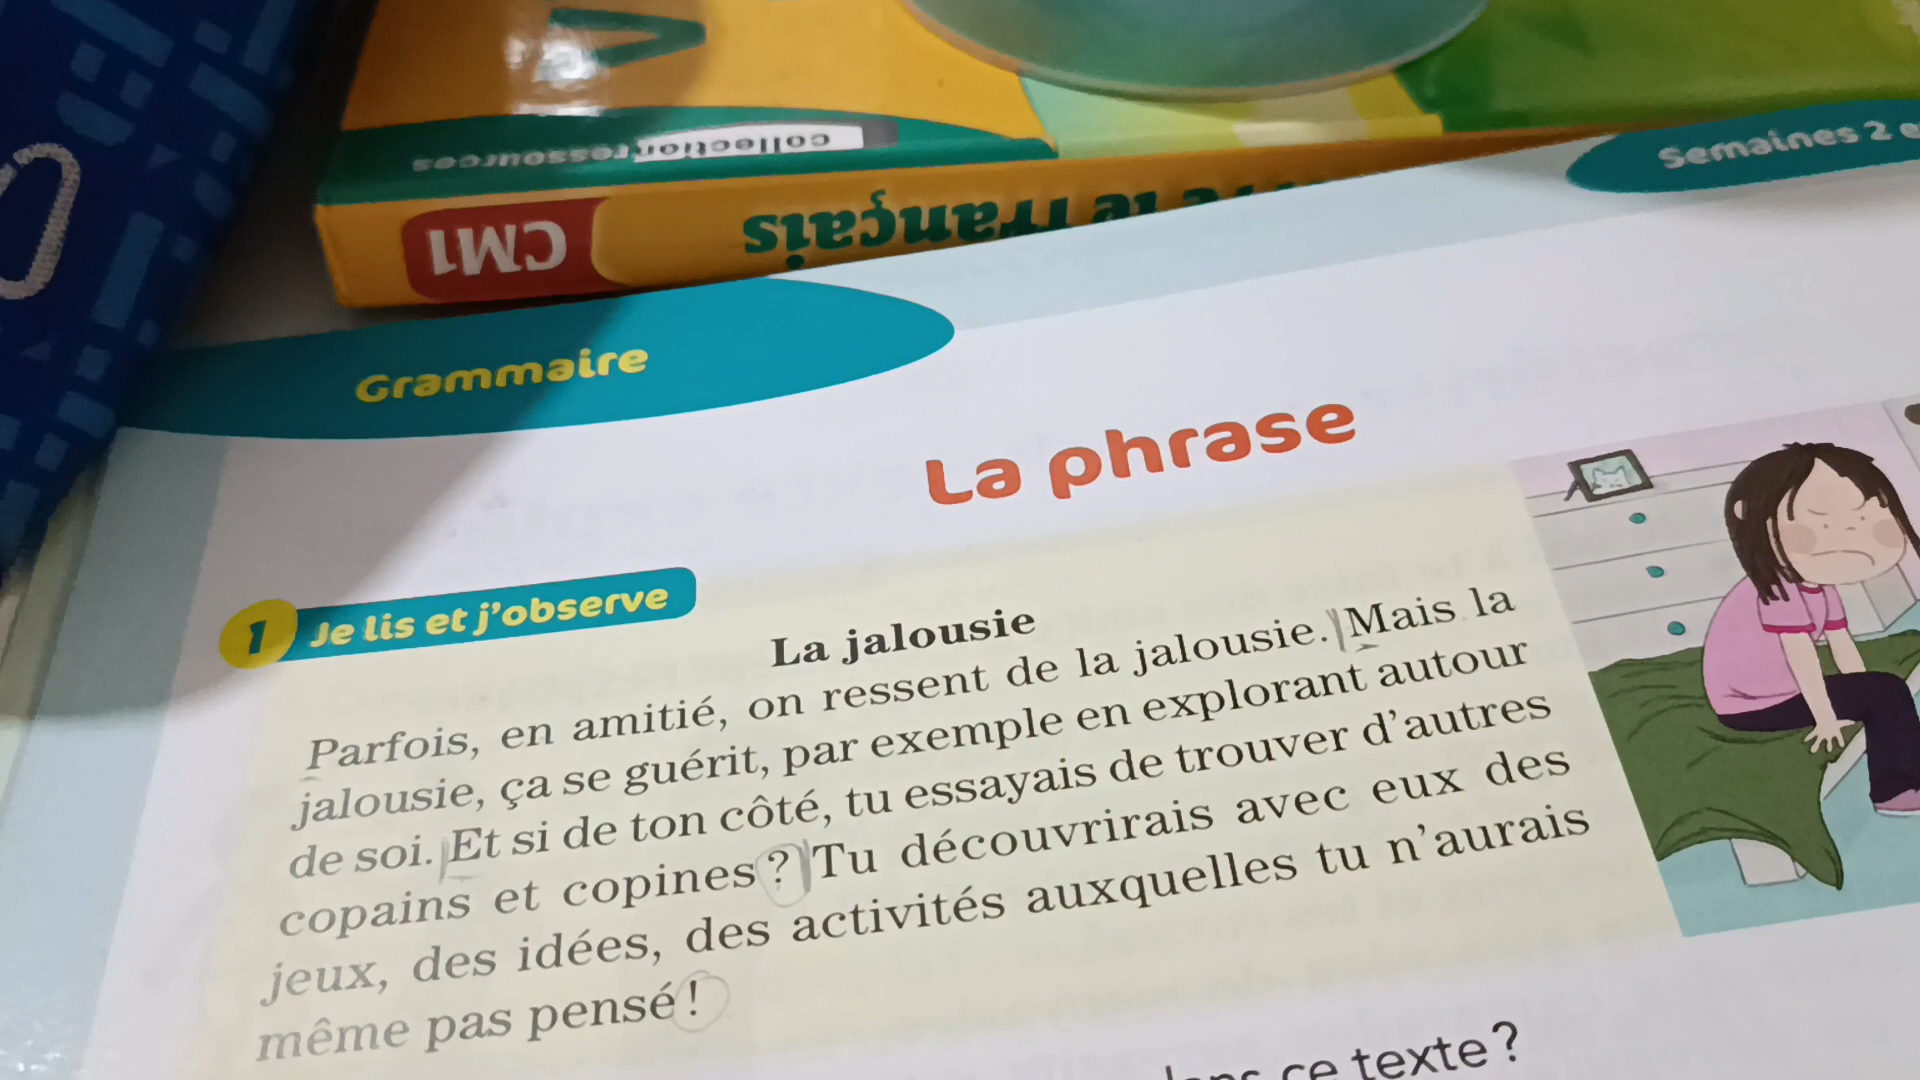 collection ressources
CM1
le français
Semaines 2
Grammaire
La phrase
1 Je lis et j'observe
La jalousie
Parfois, en amitié, on ressent de la jalousie. Mais la
jalousie, ça se guérit, par exemple en explorant autour
de soi. Et si de ton côté, tu essayais de trouver d'autres
copains et copines ? Tu découvrirais avec eux des
jeux, des idées, des activités auxquelles tu n'aurais
même pas pensé !
ce texte ?